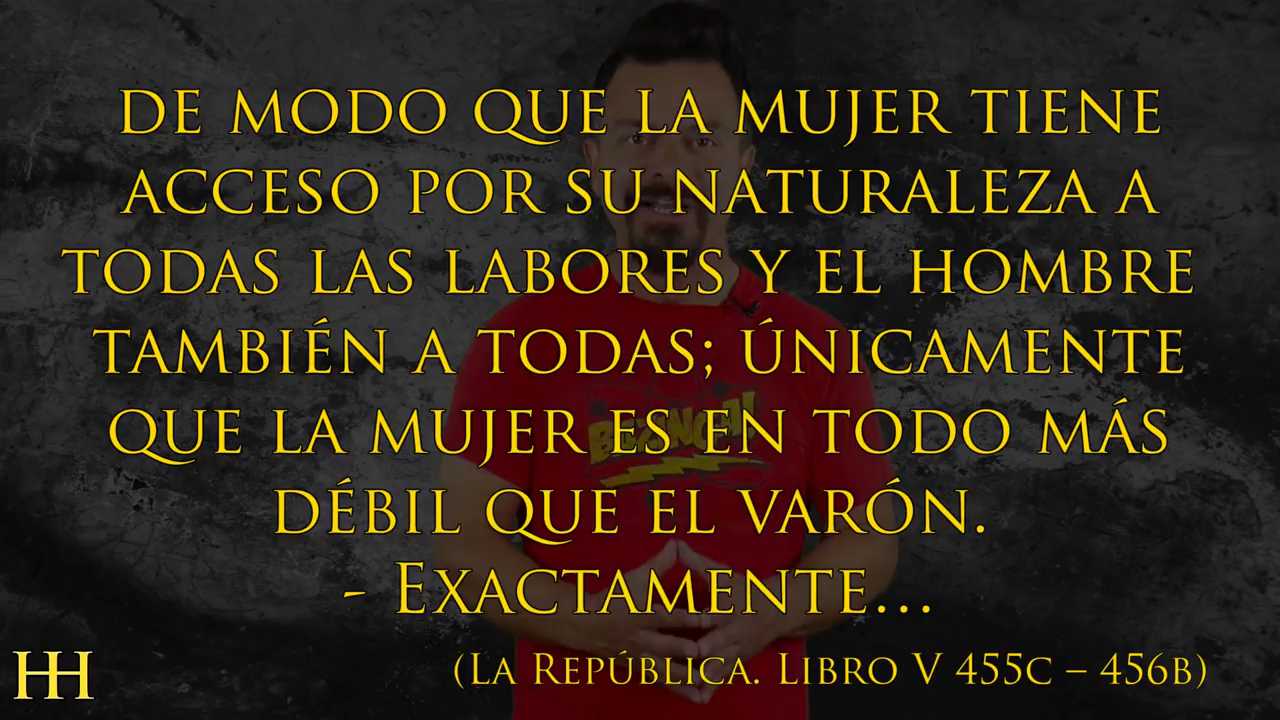 DE MODO QUE LA MUJER TIENE
ACCESO POR SU NATURALEZA A
TODAS LAS LABORES Y EL HOMBRE
TAMBIÉN A TODAS; ÚNICAMENTE
QUE LA MUJER ES EN TODO MÁS
DÉBIL QUE EL VARÓN.
- EXACTAMENTE...
(LA REPÚBLICA. LIBRO V 455C – 456B)
HH